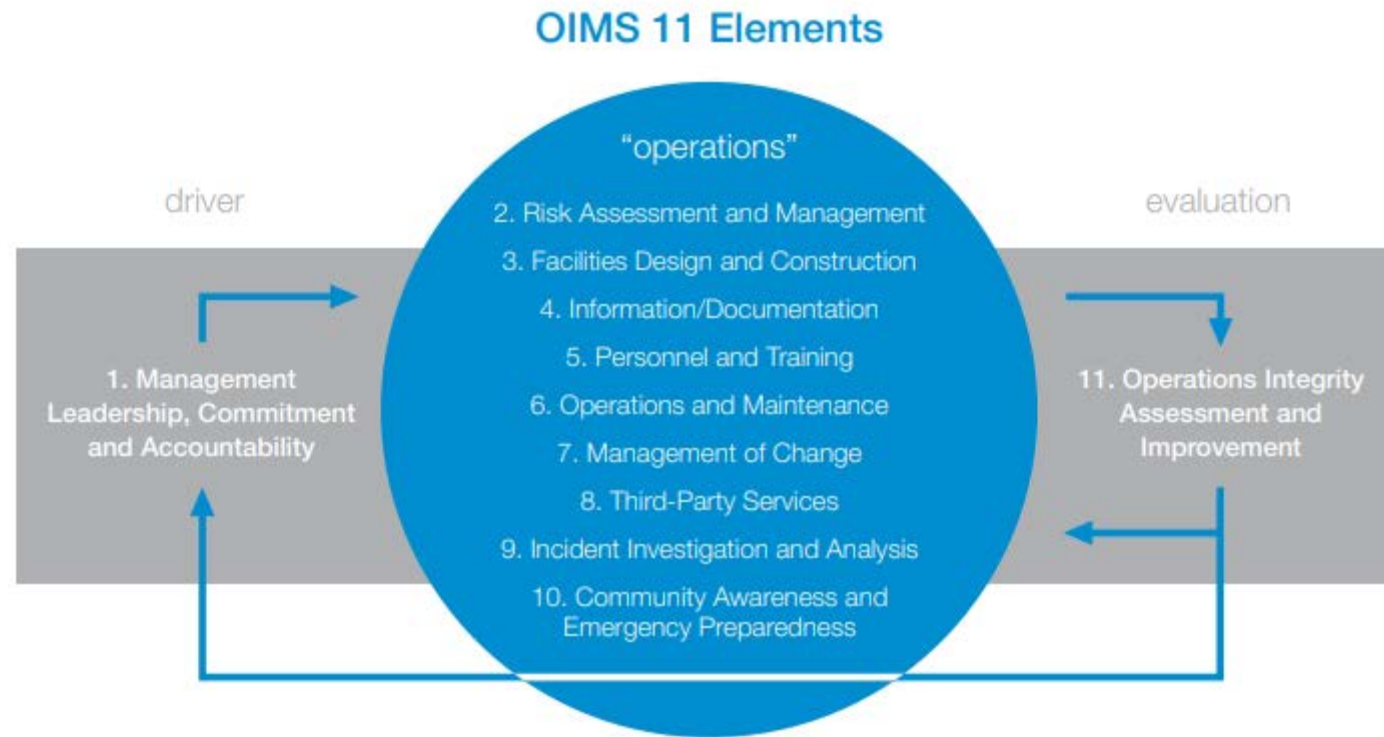 OIMS 11 Elements
driver
1. Management
Leadership, Commitment
and Accountability
“operations”
2. Risk Assessment and Management
3. Facilities Design and Construction
4. Information/Documentation
5. Personnel and Training
6. Operations and Maintenance
7. Management of Change
8. Third-Party Services
9. Incident Investigation and Analysis
10. Community Awareness and
Emergency Preparedness
evaluation
11. Operations Integrity
Assessment and
Improvement